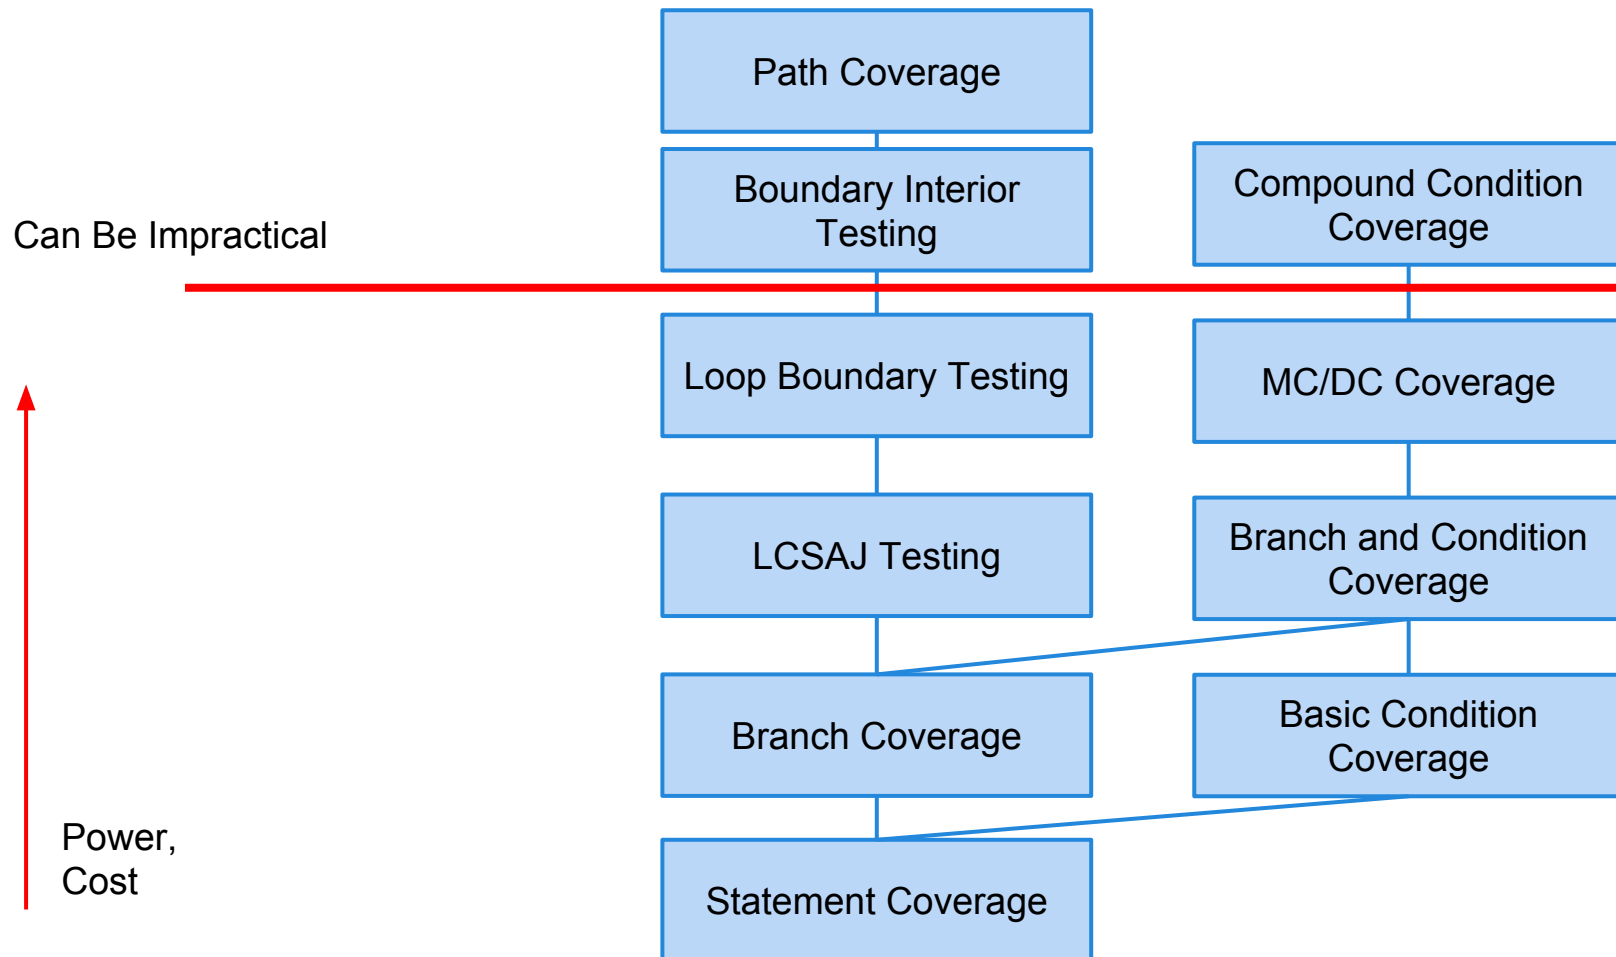 Path Coverage
Boundary Interior
Testing
Compound Condition
Coverage
Can Be Impractical
Loop Boundary Testing
MC/DC Coverage
LCSAJ Testing
Branch and Condition
Coverage
Branch Coverage
Basic Condition
Coverage
Power,
Cost
Statement Coverage